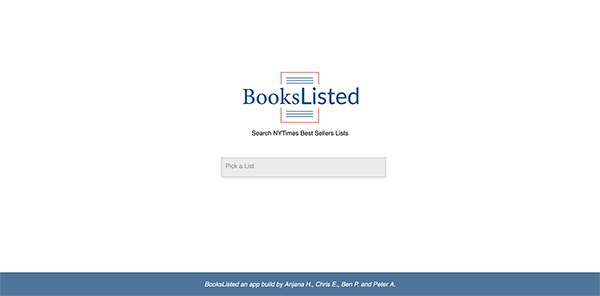 BooksListed
Search NYTimes Best Sellers Lists
Pick a List
BooksListed an app build by Anjana H., Chris E., Ben P. and Peter A.